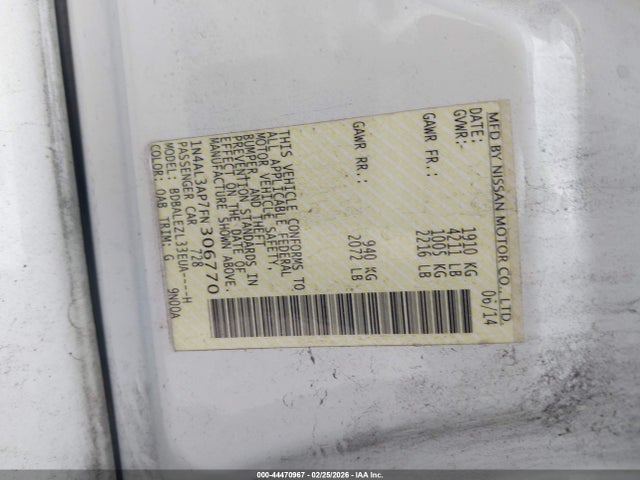 MFD BY NISSAN MOTOR CO., LTD.
DATE: 06/14
GVWR: 1910 KG
4211 LB
GAWR FR.: 1005 KG
2216 LB
GAWR RR.: 940 KG
2072 LB
THIS VEHICLE CONFORMS TO
ALL APPLICABLE FEDERAL
MOTOR VEHICLE SAFETY,
BUMPER, AND THEFT
PREVENTION STANDARDS IN
EFFECT ON THE DATE OF
MANUFACTURE SHOWN ABOVE.
1N4AL3AP7FN306770
PASSENGER CAR 728
MODEL: BDBALEZL33EUA----H
COLOR: QAB TRIM: G 9N00A
000-44470967 - 02/25/2026 - IAA Inc.